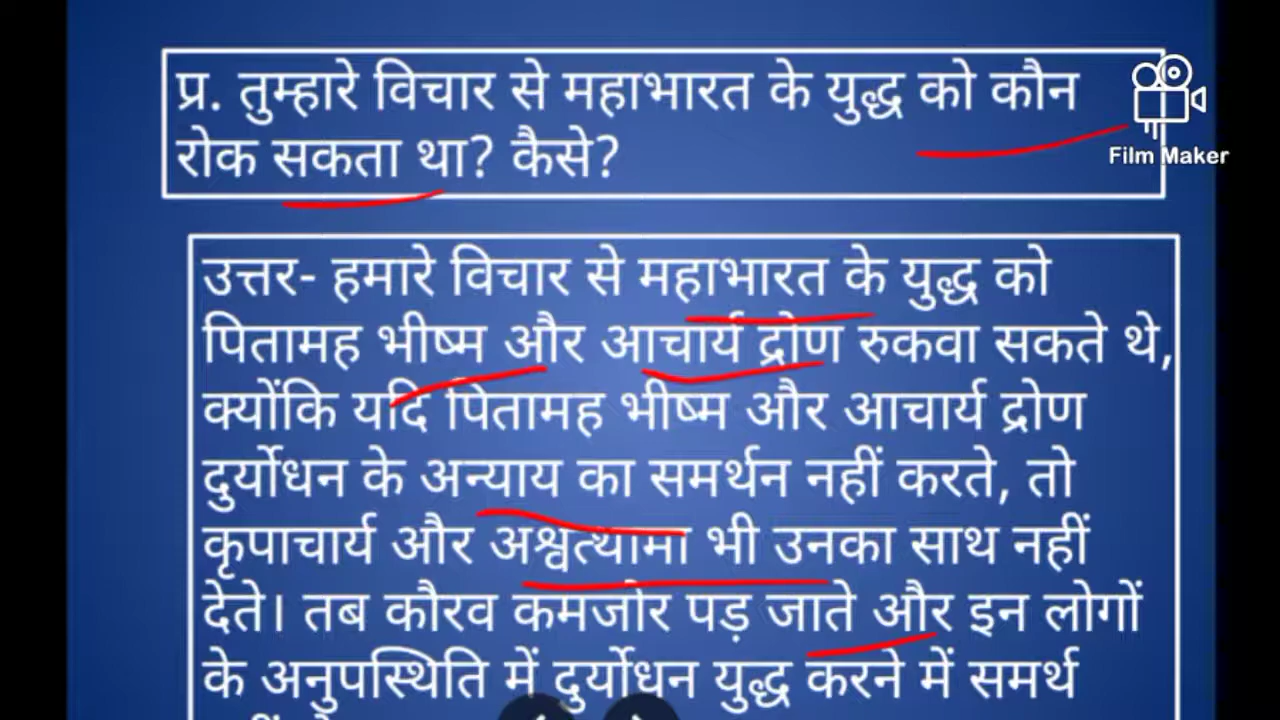 प्र. तुम्हारे विचार से महाभारत के युद्ध को कौन
रोक सकता था? कैसे?
Film Maker
उत्तर- हमारे विचार से महाभारत के युद्ध को
पितामह भीष्म और आचार्य द्रोण रुकवा सकते थे,
क्योंकि यदि पितामह भीष्म और आचार्य द्रोण
दुर्योधन के अन्याय का समर्थन नहीं करते, तो
कृपाचार्य और अश्वत्थामा भी उनका साथ नहीं
देते। तब कौरव कमजोर पड़ जाते और इन लोगों
के अनुपस्थिति में दुर्योधन युद्ध करने में समर्थ